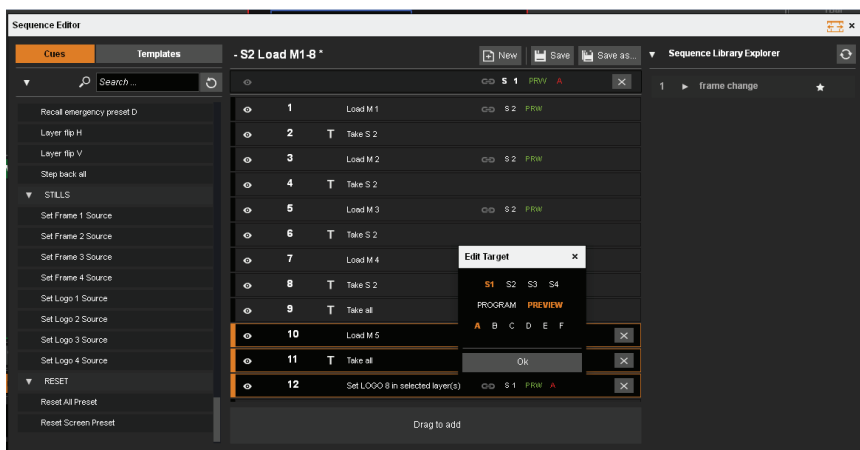 Sequence Editor
Cues Templates
Search ...
Recall emergency preset D
Layer flip H
Layer flip V
Step back all
STILLS
Set Frame 1 Source
Set Frame 2 Source
Set Frame 3 Source
Set Frame 4 Source
Set Logo 1 Source
Set Logo 2 Source
Set Logo 3 Source
Set Logo 4 Source
RESET
Reset All Preset
Reset Screen Preset
- S2 Load M1-8 * New Save Save as...
S 1 PRW A
1 Load M 1 S 2 PRW
2 T Take S 2
3 Load M 2 S 2 PRW
4 T Take S 2
5 Load M 3 S 2 PRW
6 T Take S 2
7 Load M 4
8 T Take S 2
9 T Take all
10 Load M 5
11 T Take all
12 Set LOGO 8 in selected layer(s) S 1 PRW A
Drag to add
Edit Target
S1 S2 S3 S4
PROGRAM PREVIEW
A B C D E F
Ok
Sequence Library Explorer
1 frame change